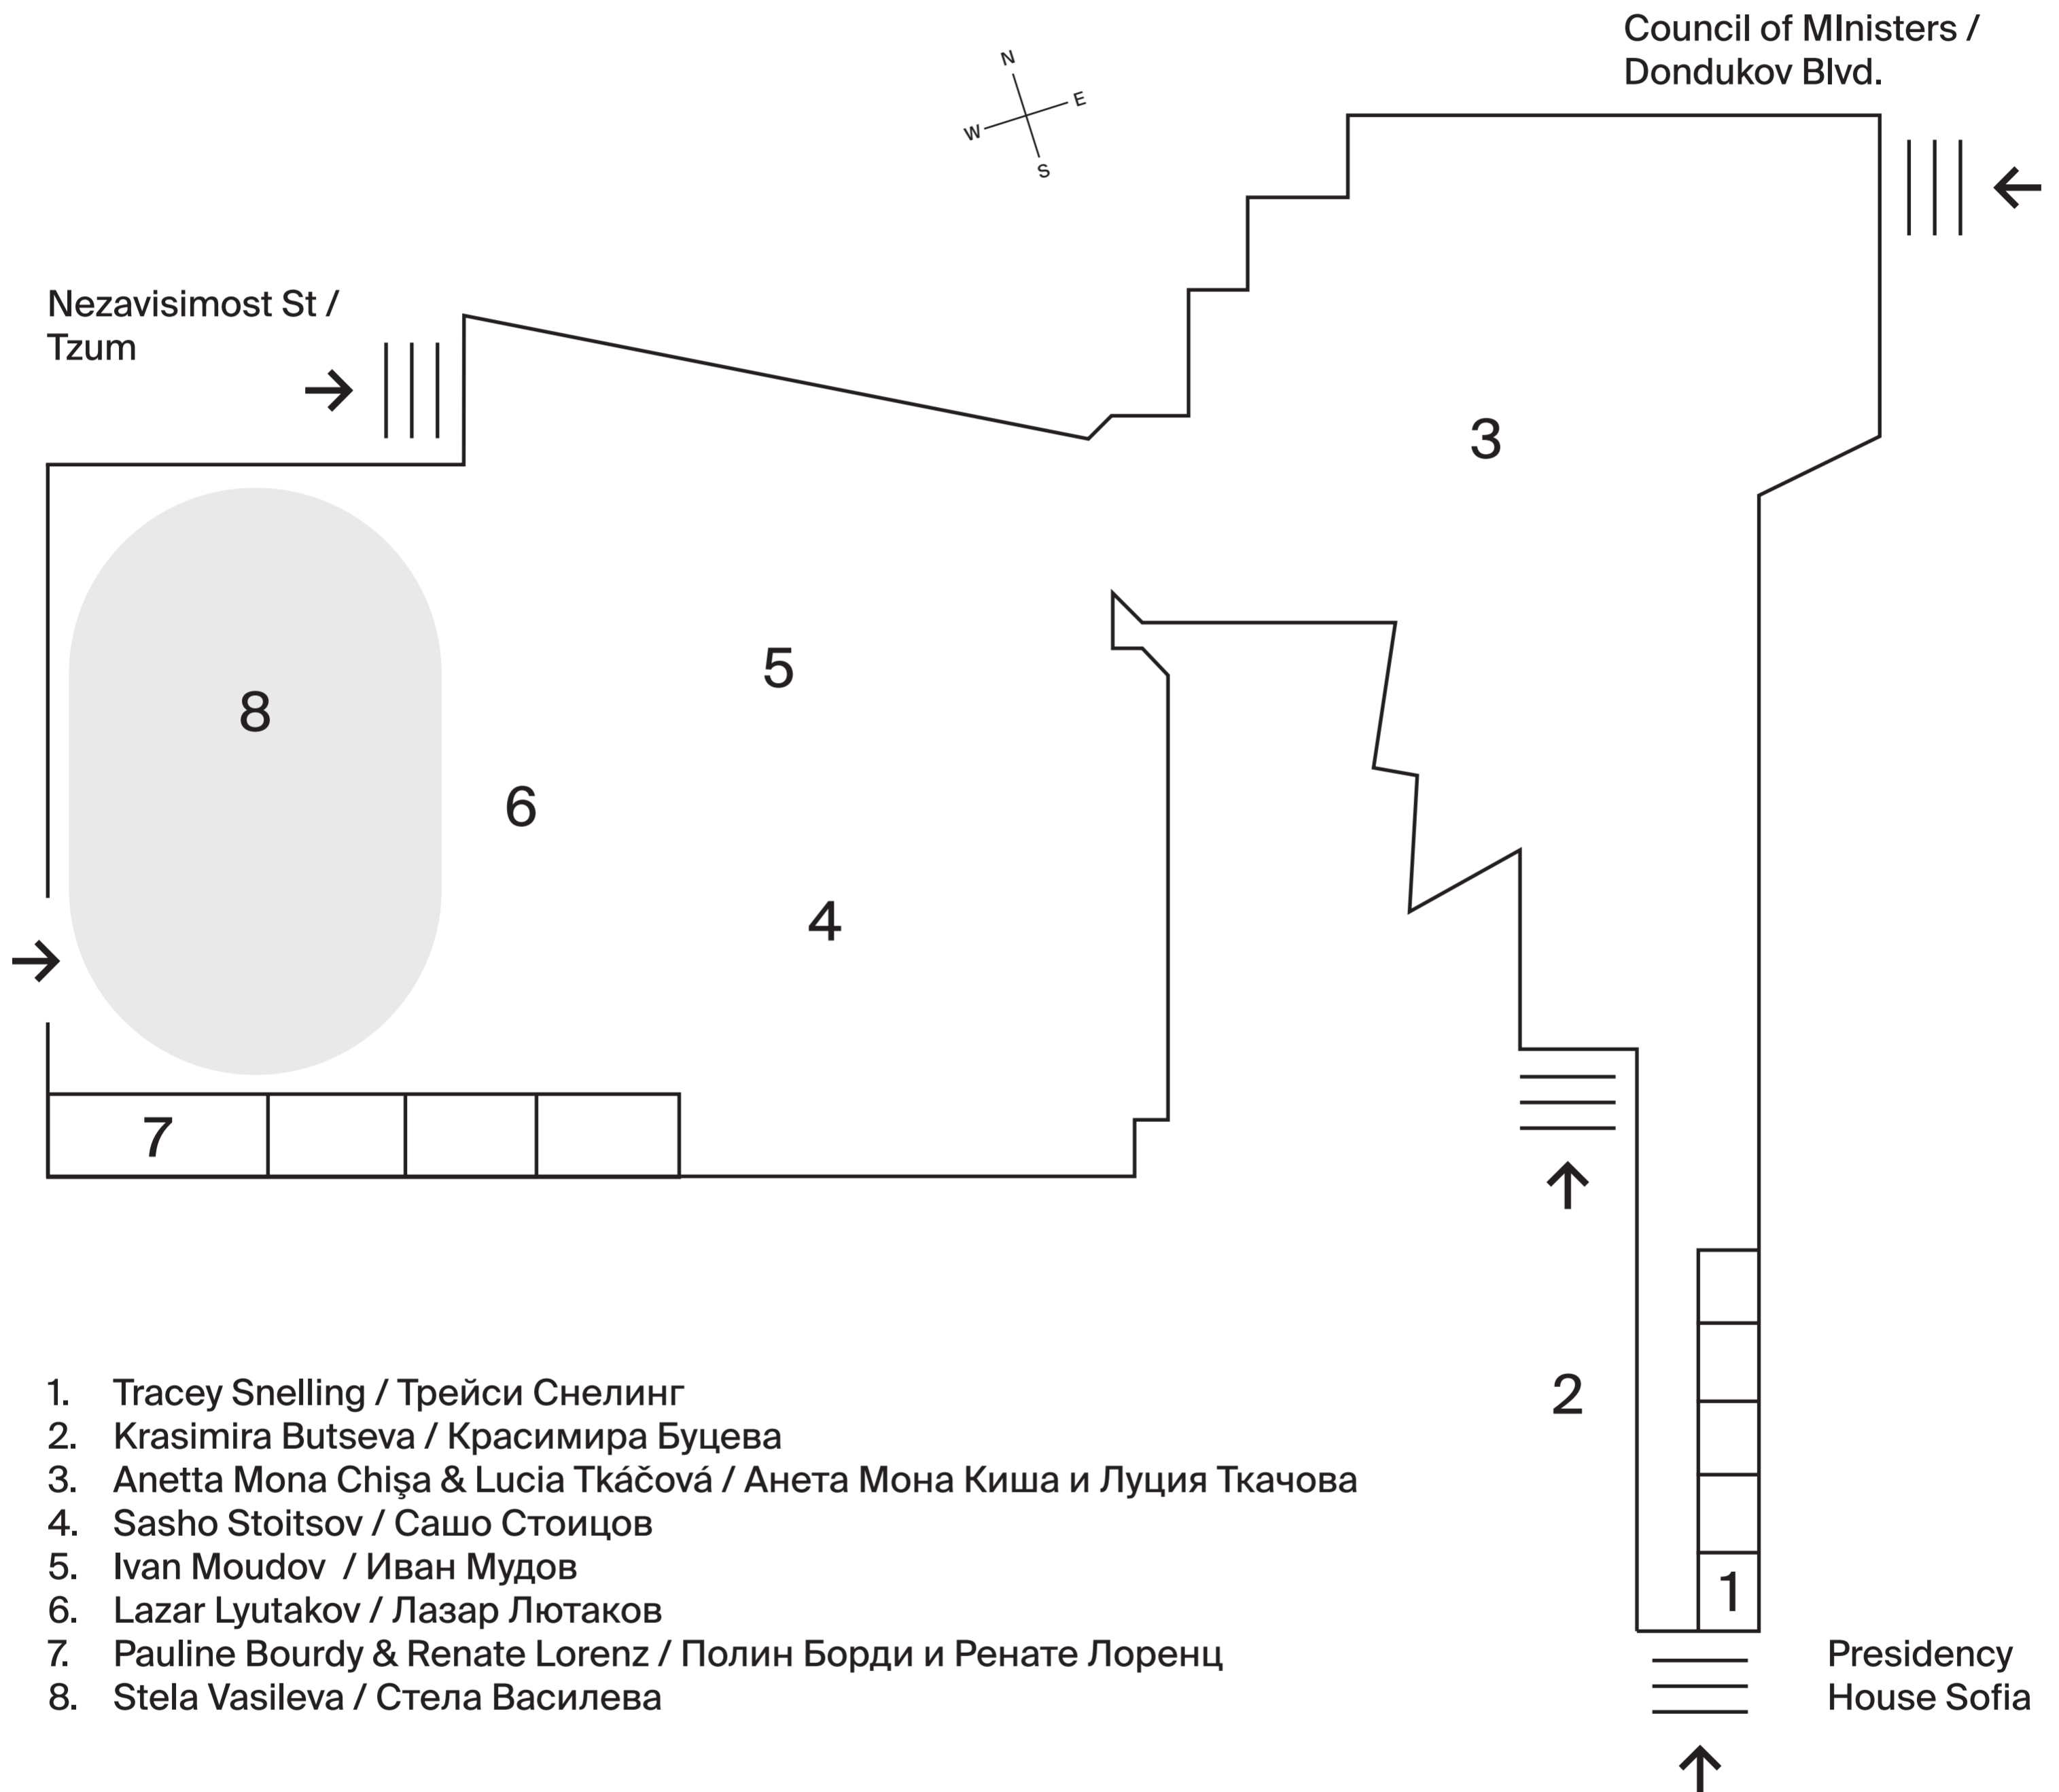 Council of MInisters /
Dondukov Blvd.
N
E
W
S
Nezavisimost St /
Tzum
3
5
8
6
4
7
2
1
1. Tracey Snelling / Трейси Снелинг
2. Krasimira Butseva / Красимира Буцева
3. Anetta Mona Chişa & Lucia Tkáčová / Анета Мона Киша и Луция Ткачова
4. Sasho Stoitsov / Сашо Стоицов
5. Ivan Moudov / Иван Мудов
6. Lazar Lyutakov / Лазар Лютаков
7. Pauline Bourdy & Renate Lorenz / Полин Борди и Ренате Лоренц
8. Stela Vasileva / Стела Василева
Presidency
House Sofia